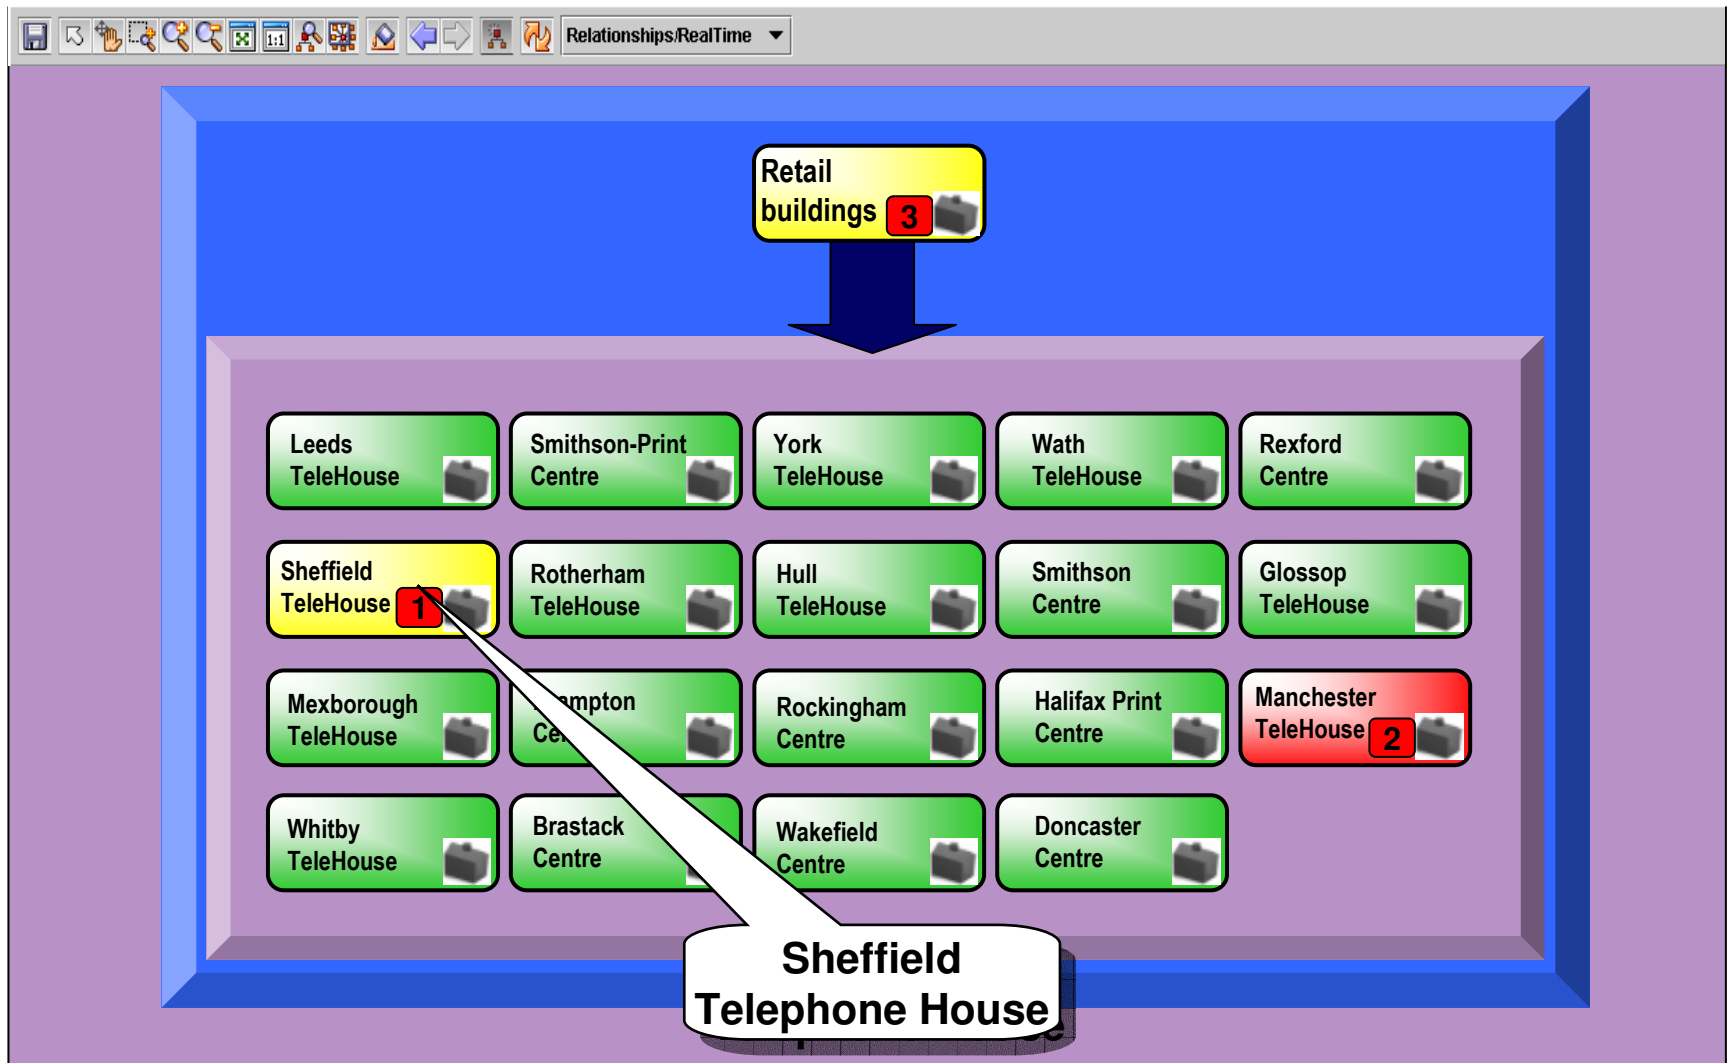 1:1
Relationships/RealTime
Retail
buildings 3
Leeds
TeleHouse
Smithson-Print
Centre
York
TeleHouse
Wath
TeleHouse
Rexford
Centre
Sheffield
TeleHouse 1
Rotherham
TeleHouse
Hull
TeleHouse
Smithson
Centre
Glossop
TeleHouse
Mexborough
TeleHouse
Rockingham
Centre
Halifax Print
Centre
Manchester
TeleHouse 2
Whitby
TeleHouse
Brastack
Centre
Wakefield
Centre
Doncaster
Centre
Sheffield
Telephone House